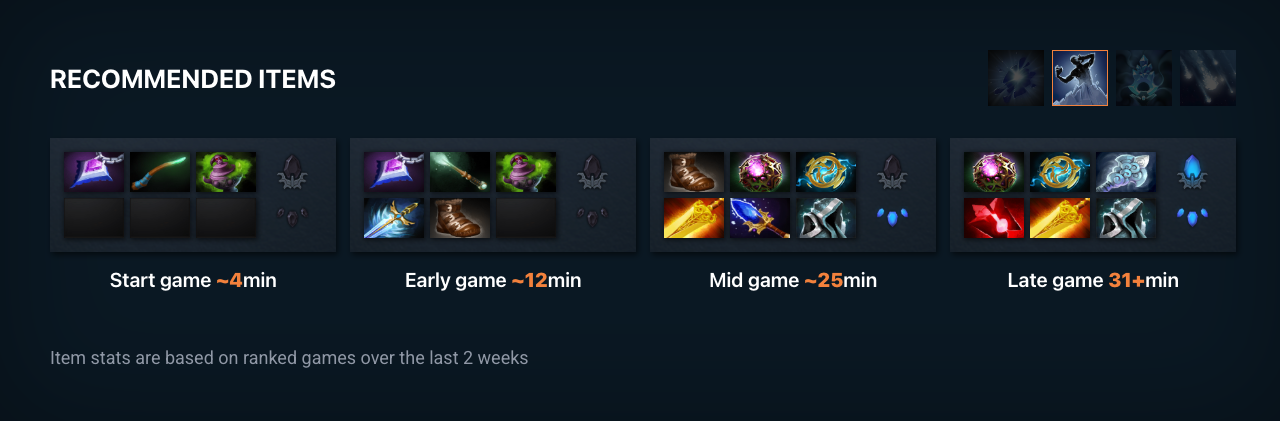 RECOMMENDED ITEMS
Start game ~4min
Early game ~12min
Mid game ~25min
Late game 31+min
Item stats are based on ranked games over the last 2 weeks